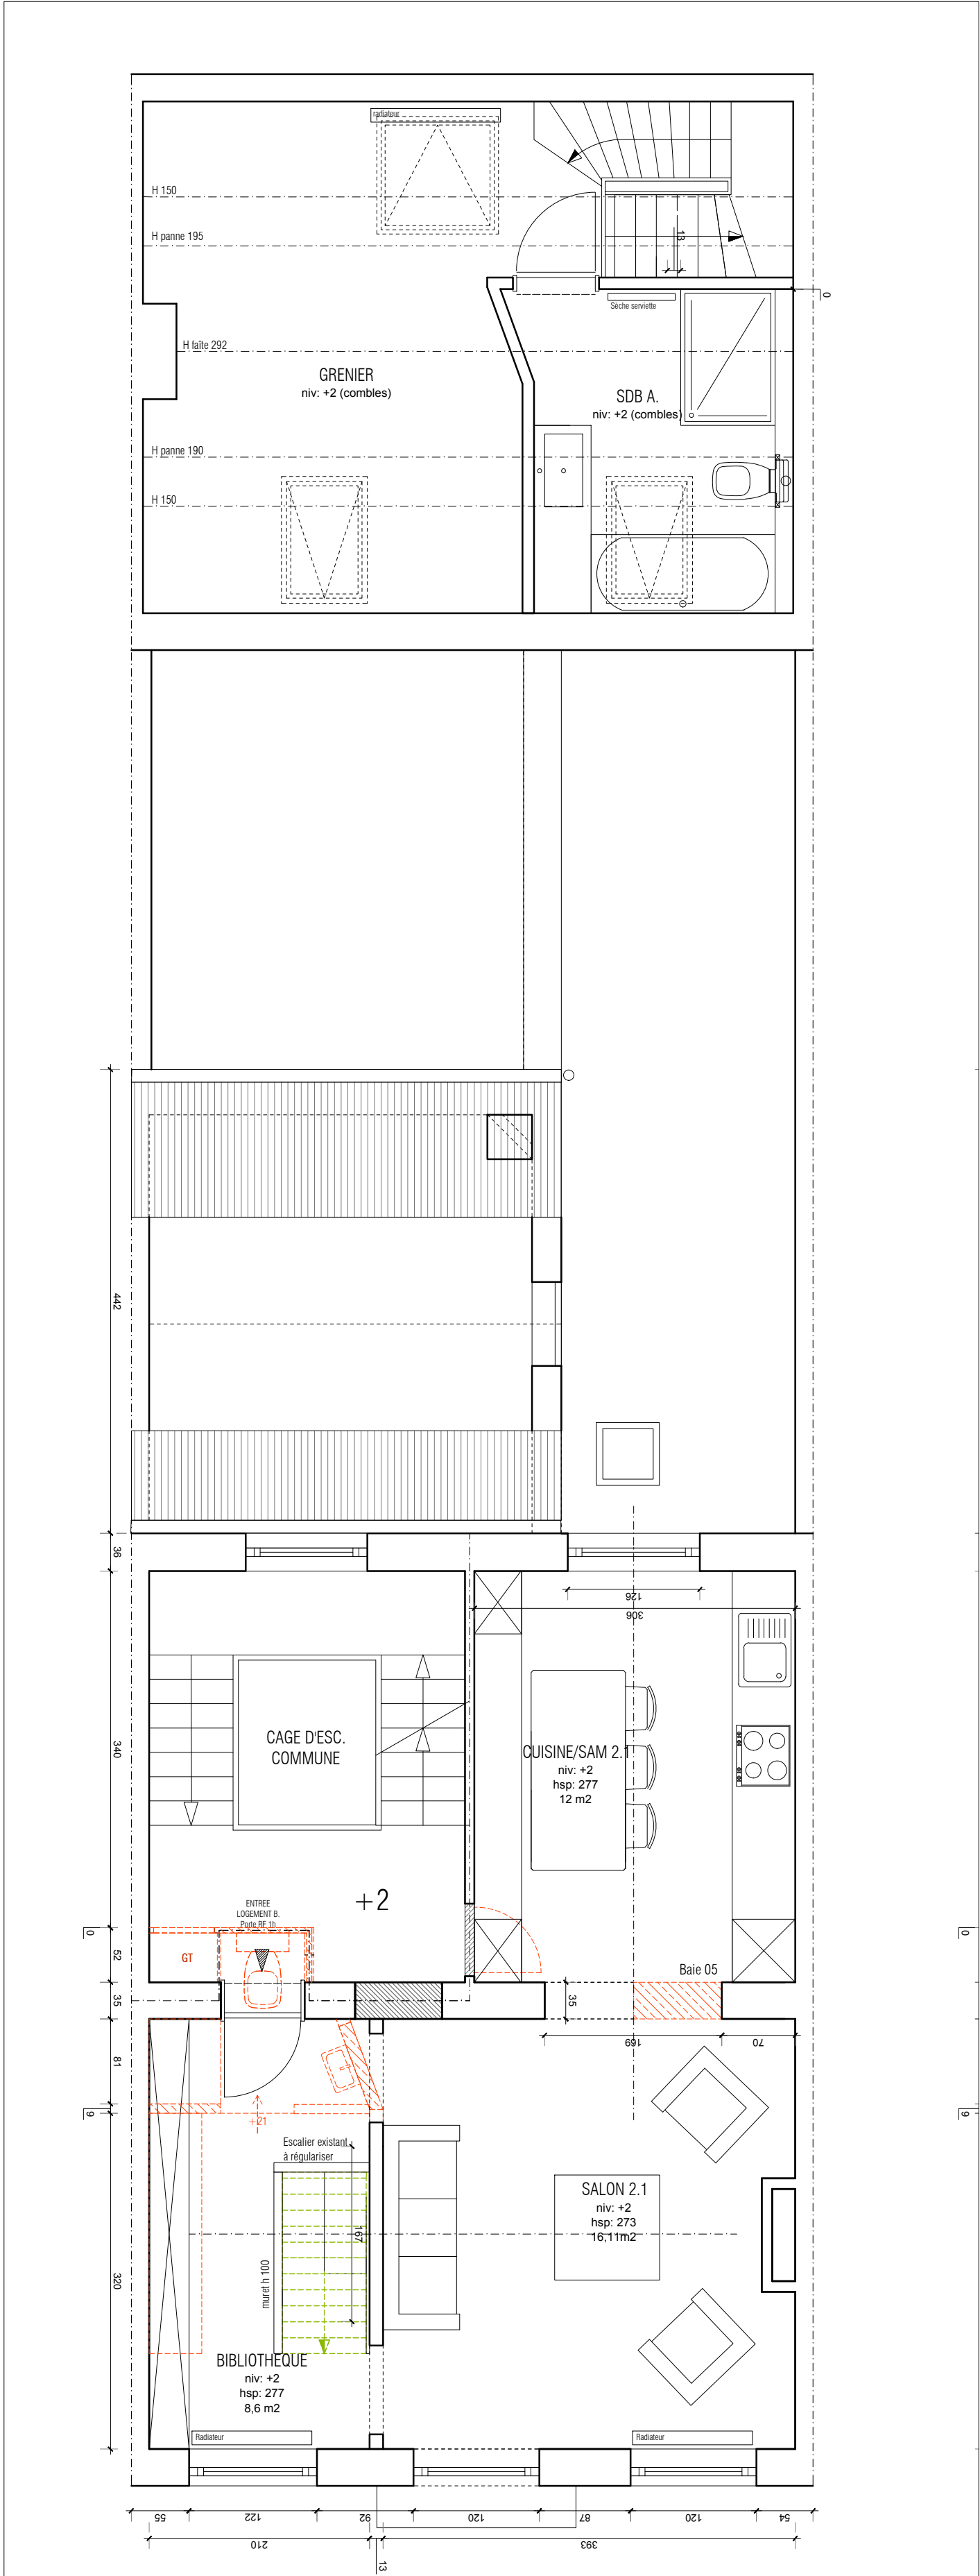 radiateur
H 150
H panne 195
13
0
Sèche serviette
H faîte 292
GRENIER
niv: +2 (combles)
SDB A.
niv: +2 (combles)
H panne 190
H 150
442
36
126
306
340
CAGE D'ESC.
COMMUNE
CUISINE/SAM 2.1
niv: +2
hsp: 277
12 m2
+2
ENTREE
LOGEMENT B.
Porte RF 1h
0
0
52
GT
Baie 05
35
35
169
70
81
9
9
+21
Escalier existant
à régulariser
167
SALON 2.1
niv: +2
hsp: 273
16,11m2
muret h 100
320
BIBLIOTHEQUE
niv: +2
hsp: 277
8,6 m2
Radiateur
Radiateur
55
122
92
120
87
120
54
210
393
13